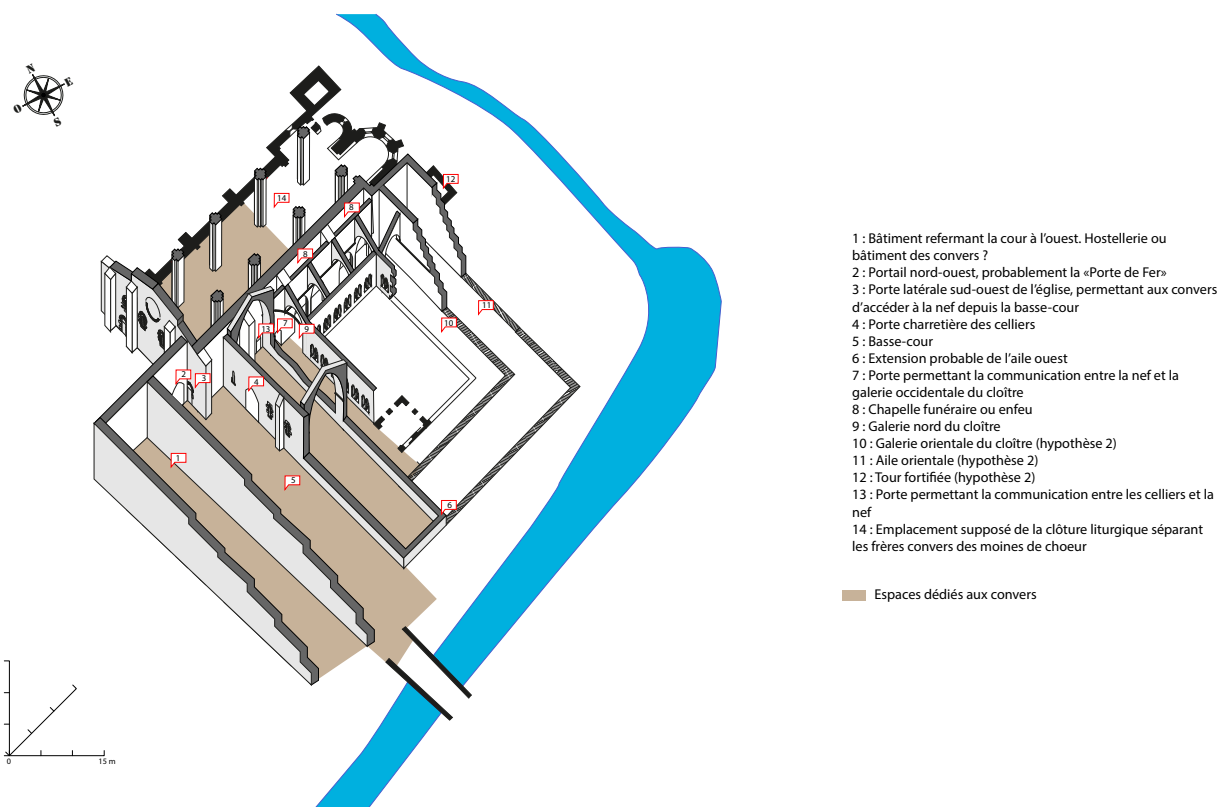 N
E
O
S
14
12
8
8
11
10
13
7
9
2
3
4
1
5
6
0
15 m
1 : Bâtiment refermant la cour à l'ouest. Hostellerie ou
bâtiment des convers ?
2 : Portail nord-ouest, probablement la «Porte de Fer»
3 : Porte latérale sud-ouest de l'église, permettant aux convers
d'accéder à la nef depuis la basse-cour
4 : Porte charretière des celliers
5 : Basse-cour
6 : Extension probable de l'aile ouest
7 : Porte permettant la communication entre la nef et la
galerie occidentale du cloître
8 : Chapelle funéraire ou enfeu
9 : Galerie nord du cloître
10 : Galerie orientale du cloître (hypothèse 2)
11 : Aile orientale (hypothèse 2)
12 : Tour fortifiée (hypothèse 2)
13 : Porte permettant la communication entre les celliers et la
nef
14 : Emplacement supposé de la clôture liturgique séparant
les frères convers des moines de choeur
Espaces dédiés aux convers